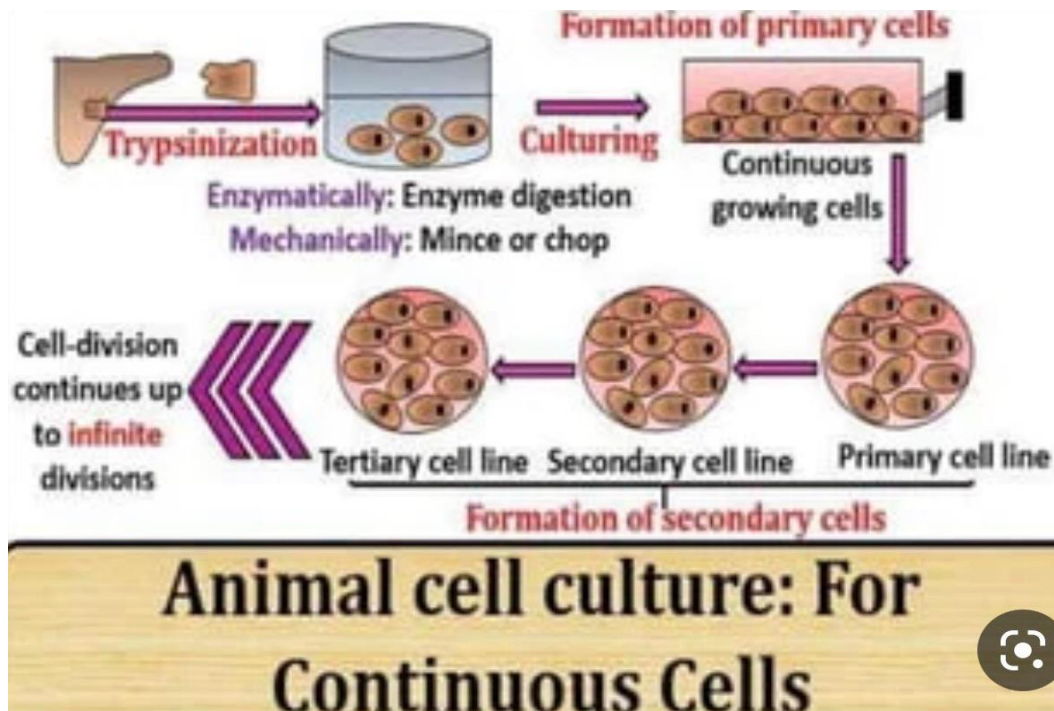 Formation of primary cells
Trypsinization
Culturing
Enzymatically: Enzyme digestion
Mechanically: Mince or chop
Continuous
growing cells
Cell-division
continues up
to infinite
divisions
Tertiary cell line
Secondary cell line
Primary cell line
Formation of secondary cells
Animal cell culture: For
Continuous Cells